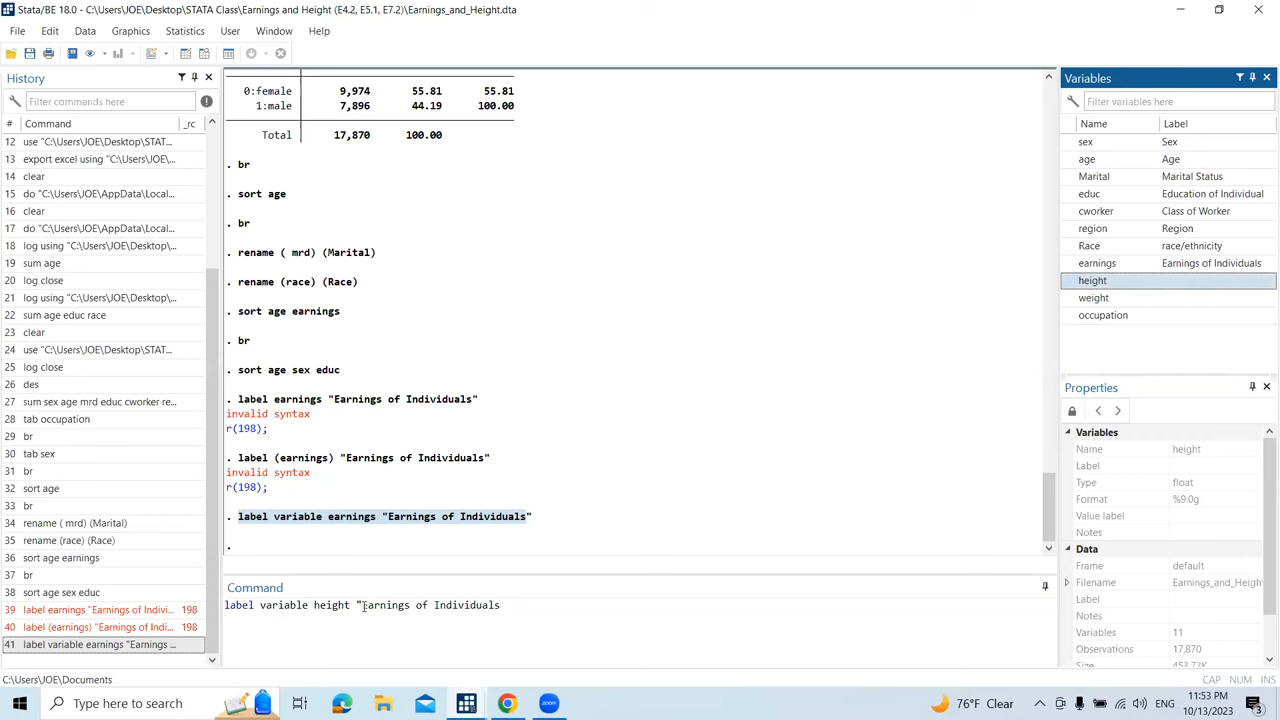 Stata/BE 18.0 - C:\Users\JOE\Desktop\STATA Class\Earnings and Height (E4.2, E5.1, E7.2)\Earnings_and_Height.dta
File Edit Data Graphics Statistics User Window Help
History
Filter commands here
# Command _rc
12 use "C:\Users\JOE\Desktop\STAT...
13 export excel using "C:\Users\JOE\...
14 clear
15 do "C:\Users\JOE\AppData\Local...
16 clear
17 do "C:\Users\JOE\AppData\Local...
18 log using "C:\Users\JOE\Desktop\...
19 sum age
20 log close
21 log using "C:\Users\JOE\Desktop\...
22 sum age educ race
23 clear
24 use "C:\Users\JOE\Desktop\STAT...
25 log close
26 des
27 sum sex age mrd educ cworker re...
28 tab occupation
29 br
30 tab sex
31 br
32 sort age
33 br
34 rename ( mrd) (Marital)
35 rename (race) (Race)
36 sort age earnings
37 br
38 sort age sex educ
39 label earnings "Earnings of Indivi... 198
40 label (earnings) "Earnings of Indi... 198
41 label variable earnings "Earnings ...
0:female 9,974 55.81 55.81
1:male 7,896 44.19 100.00
Total 17,870 100.00
. br
. sort age
. br
. rename ( mrd) (Marital)
. rename (race) (Race)
. sort age earnings
. br
. sort age sex educ
. label earnings "Earnings of Individuals"
invalid syntax
r(198);
. label (earnings) "Earnings of Individuals"
invalid syntax
r(198);
. label variable earnings "Earnings of Individuals"
.
Command
label variable height "Earnings of Individuals
Variables
Filter variables here
Name Label
sex Sex
age Age
Marital Marital Status
educ Education of Individual
cworker Class of Worker
region Region
Race race/ethnicity
earnings Earnings of Individuals
height
weight
occupation
Properties
Variables
Name height
Label
Type float
Format %9.0g
Value label
Notes
Data
Frame default
Filename Earnings_and_Heigh
Label
Notes
Variables 11
Observations 17,870
Size 453.73K
C:\Users\JOE\Documents
CAP NUM INS
Type here to search
zoom
76°F Clear
ENG
11:53 PM
10/13/2023
3